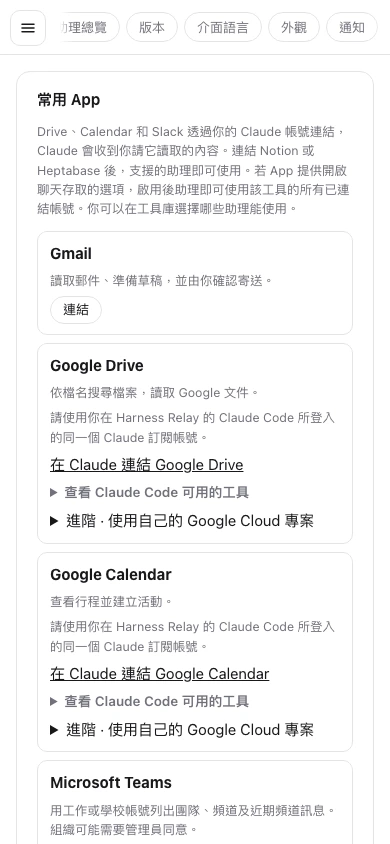 理總覽
版本
介面語言
外觀
通知
常用 App
Drive、Calendar 和 Slack 透過你的 Claude 帳號連結，
Claude 會收到你請它讀取的內容。連結 Notion 或
Heptabase 後，支援的助理即可使用。若 App 提供開啟
聊天存取的選項，啟用後助理即可使用該工具的所有已連
結帳號。你可以在工具庫選擇哪些助理能使用。
Gmail
讀取郵件、準備草稿，並由你確認寄送。
連結
Google Drive
依檔名搜尋檔案，讀取 Google 文件。
請使用你在 Harness Relay 的 Claude Code 所登入
的同一個 Claude 訂閱帳號。
在 Claude 連結 Google Drive
查看 Claude Code 可用的工具
進階 · 使用自己的 Google Cloud 專案
Google Calendar
查看行程並建立活動。
請使用你在 Harness Relay 的 Claude Code 所登入
的同一個 Claude 訂閱帳號。
在 Claude 連結 Google Calendar
查看 Claude Code 可用的工具
進階 · 使用自己的 Google Cloud 專案
Microsoft Teams
用工作或學校帳號列出團隊、頻道及近期頻道訊息。
組織可能需要管理員同意。